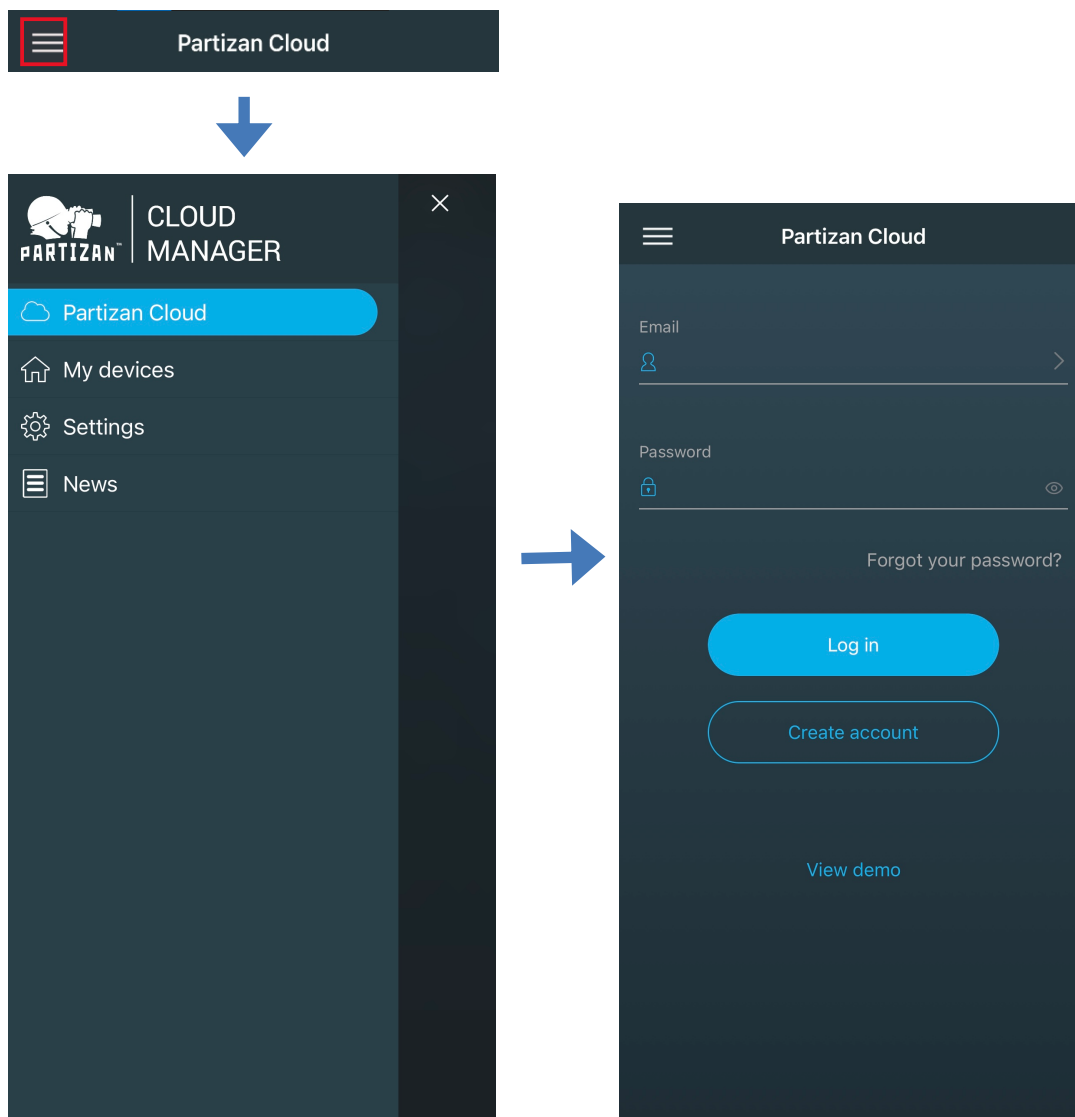 Partizan Cloud
PARTIZAN™
CLOUD
MANAGER
Partizan Cloud
My devices
Settings
News
Partizan Cloud
Email
Password
Forgot your password?
Log in
Create account
View demo